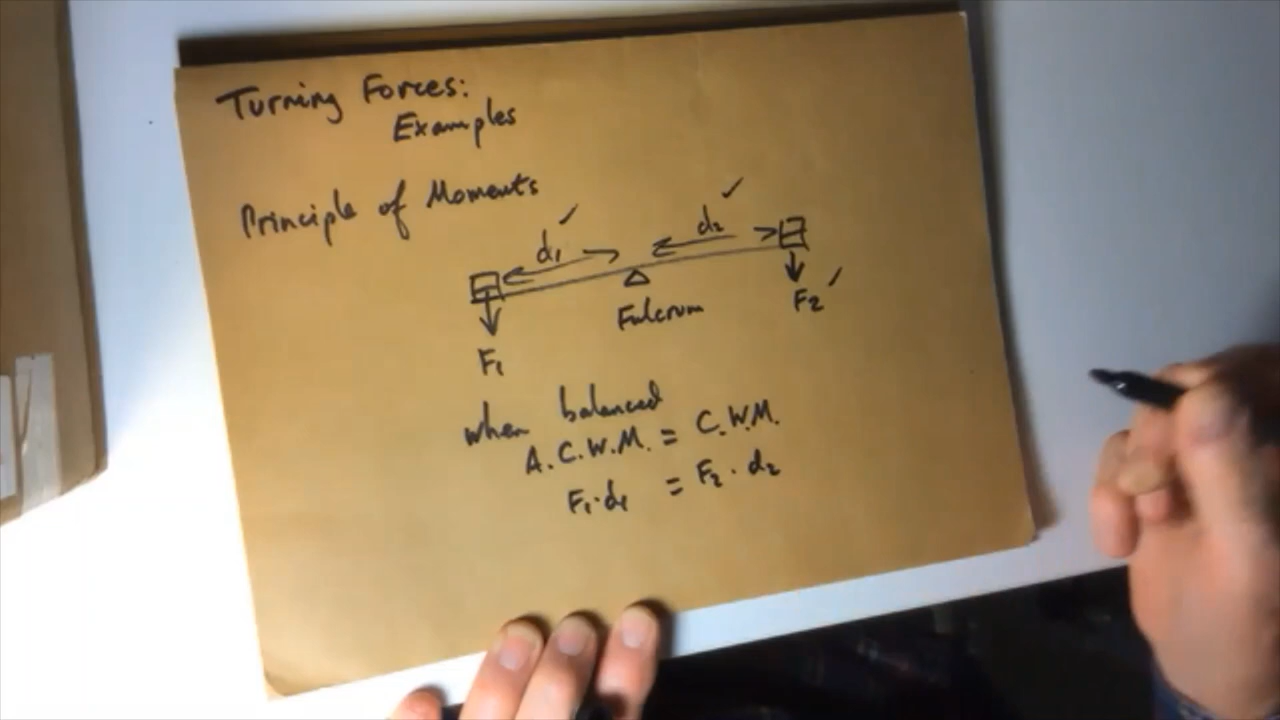 Turning Forces:
Examples
Principle of Moments
d₁ ✓
d₂ ✓
F₁
Fulcrum
F₂ ✓
when balanced
A.C.W.M. = C.W.M.
F₁·d₁ = F₂·d₂